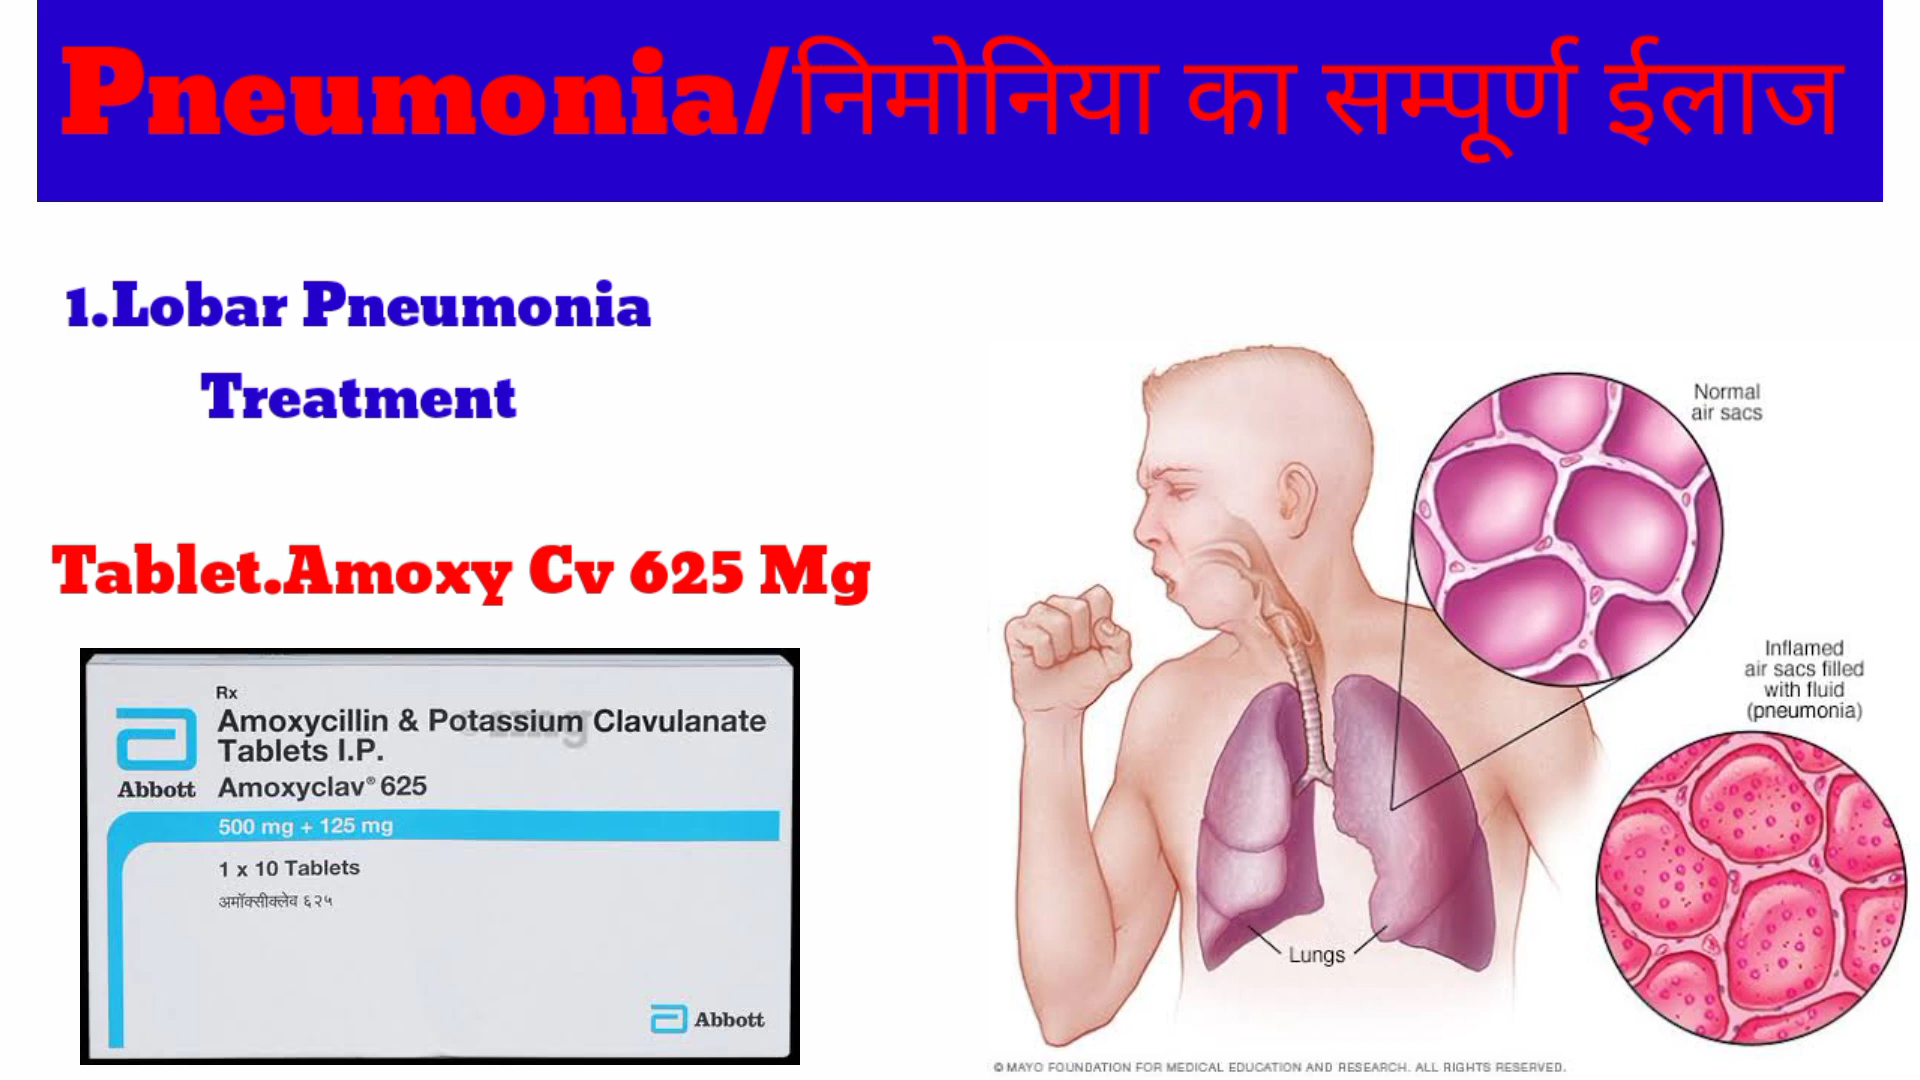 Pneumonia/निमोनिया का सम्पूर्ण ईलाज
1.Lobar Pneumonia
Treatment
Tablet.Amoxy Cv 625 Mg
Rx
Amoxycillin & Potassium Clavulanate
Tablets I.P.
Abbott
Amoxyclav® 625
500 mg + 125 mg
1 x 10 Tablets
अमॉक्सीक्लेव ६२५
Abbott
Normal
air sacs
Inflamed
air sacs filled
with fluid
(pneumonia)
Lungs
© MAYO FOUNDATION FOR MEDICAL EDUCATION AND RESEARCH. ALL RIGHTS RESERVED.